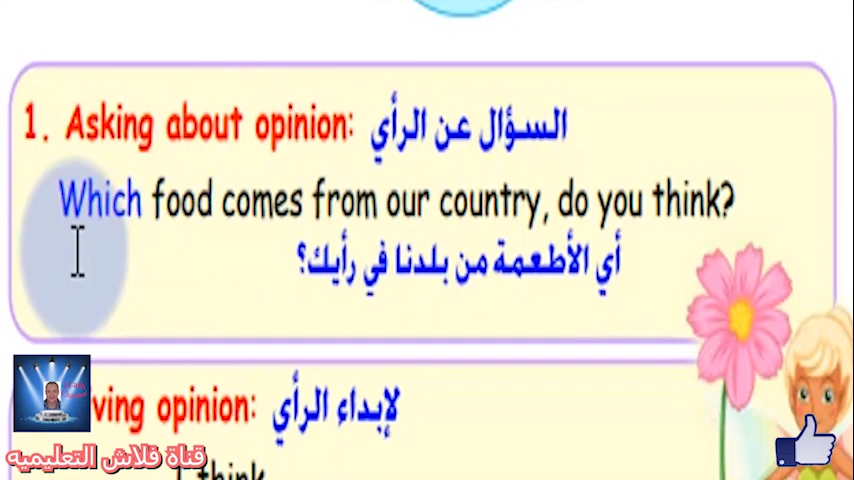 1. Asking about opinion: السؤال عن الرأي
Which food comes from our country, do you think?
أي الأطعمة من بلدنا في رأيك؟
ving opinion: لإبداء الرأي
I think
قناة فلاش التعليميه